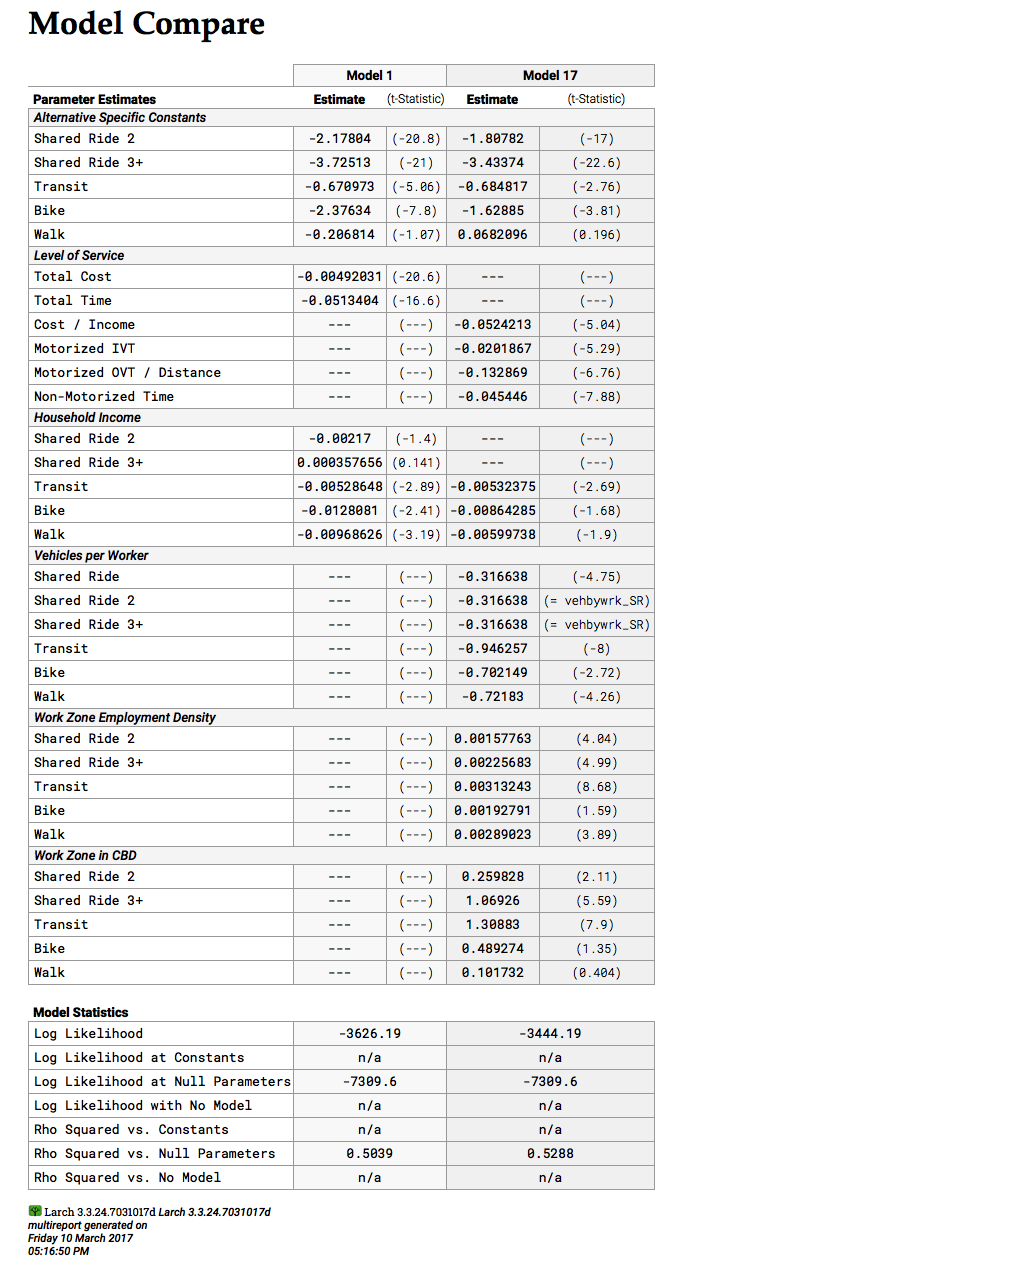 Model Compare
Model 1 Model 17
Parameter Estimates Estimate (t-Statistic) Estimate (t-Statistic)
Alternative Specific Constants
Shared Ride 2 -2.17804 (-20.8) -1.80782 (-17)
Shared Ride 3+ -3.72513 (-21) -3.43374 (-22.6)
Transit -0.670973 (-5.06) -0.684817 (-2.76)
Bike -2.37634 (-7.8) -1.62885 (-3.81)
Walk -0.206814 (-1.07) 0.0682096 (0.196)
Level of Service
Total Cost -0.00492031 (-20.6) --- (---)
Total Time -0.0513404 (-16.6) --- (---)
Cost / Income --- (---) -0.0524213 (-5.04)
Motorized IVT --- (---) -0.0201867 (-5.29)
Motorized OVT / Distance --- (---) -0.132869 (-6.76)
Non-Motorized Time --- (---) -0.045446 (-7.88)
Household Income
Shared Ride 2 -0.00217 (-1.4) --- (---)
Shared Ride 3+ 0.000357656 (0.141) --- (---)
Transit -0.00528648 (-2.89) -0.00532375 (-2.69)
Bike -0.0128081 (-2.41) -0.00864285 (-1.68)
Walk -0.00968626 (-3.19) -0.00599738 (-1.9)
Vehicles per Worker
Shared Ride --- (---) -0.316638 (-4.75)
Shared Ride 2 --- (---) -0.316638 (= vehbywrk_SR)
Shared Ride 3+ --- (---) -0.316638 (= vehbywrk_SR)
Transit --- (---) -0.946257 (-8)
Bike --- (---) -0.702149 (-2.72)
Walk --- (---) -0.72183 (-4.26)
Work Zone Employment Density
Shared Ride 2 --- (---) 0.00157763 (4.04)
Shared Ride 3+ --- (---) 0.00225683 (4.99)
Transit --- (---) 0.00313243 (8.68)
Bike --- (---) 0.00192791 (1.59)
Walk --- (---) 0.00289023 (3.89)
Work Zone in CBD
Shared Ride 2 --- (---) 0.259828 (2.11)
Shared Ride 3+ --- (---) 1.06926 (5.59)
Transit --- (---) 1.30883 (7.9)
Bike --- (---) 0.489274 (1.35)
Walk --- (---) 0.101732 (0.404)
Model Statistics
Log Likelihood -3626.19 -3444.19
Log Likelihood at Constants n/a n/a
Log Likelihood at Null Parameters -7309.6 -7309.6
Log Likelihood with No Model n/a n/a
Rho Squared vs. Constants n/a n/a
Rho Squared vs. Null Parameters 0.5039 0.5288
Rho Squared vs. No Model n/a n/a
Larch 3.3.24.7031017d Larch 3.3.24.7031017d
multireport generated on
Friday 10 March 2017
05:16:50 PM